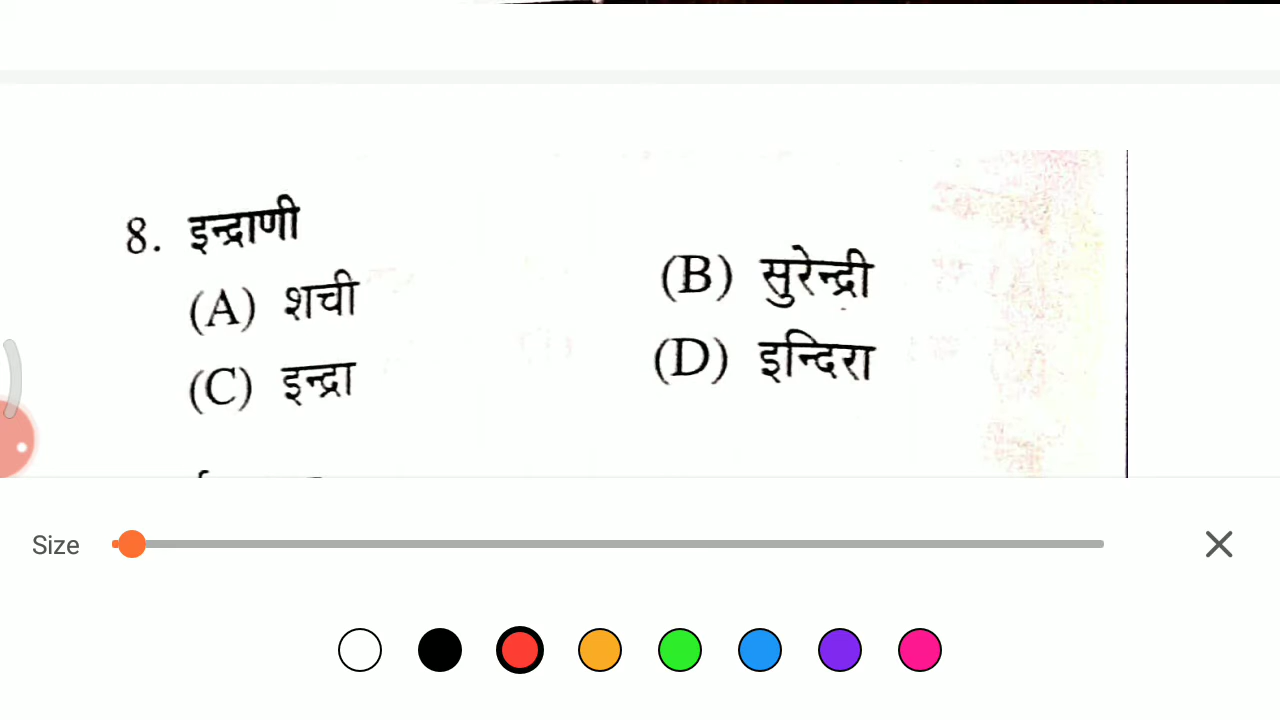 8. इन्द्राणी
(A) शची
(B) सुरेन्द्री
(C) इन्द्रा
(D) इन्दिरा
Size